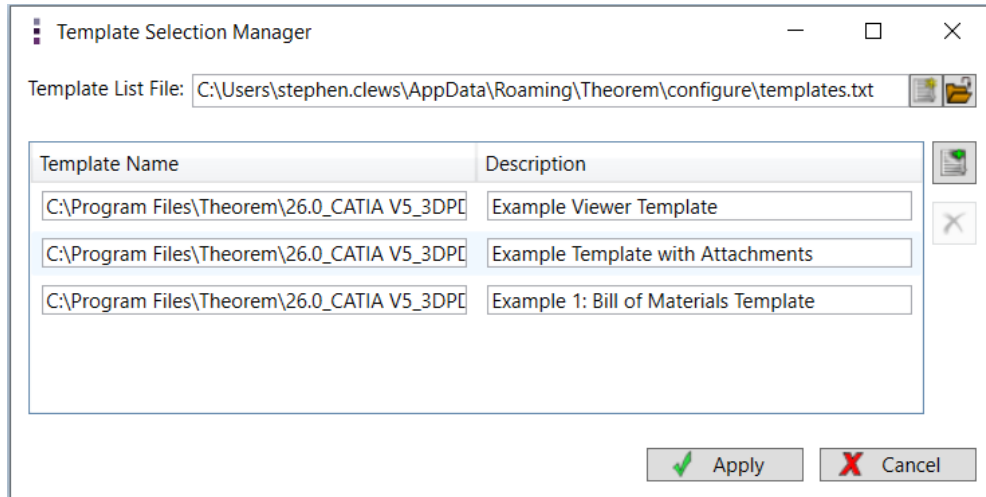 Template Selection Manager
Template List File: C:\Users\stephen.clews\AppData\Roaming\Theorem\configure\templates.txt
Template Name Description
C:\Program Files\Theorem\26.0_CATIA V5_3DPD Example Viewer Template
C:\Program Files\Theorem\26.0_CATIA V5_3DPD Example Template with Attachments
C:\Program Files\Theorem\26.0_CATIA V5_3DPD Example 1: Bill of Materials Template
Apply Cancel